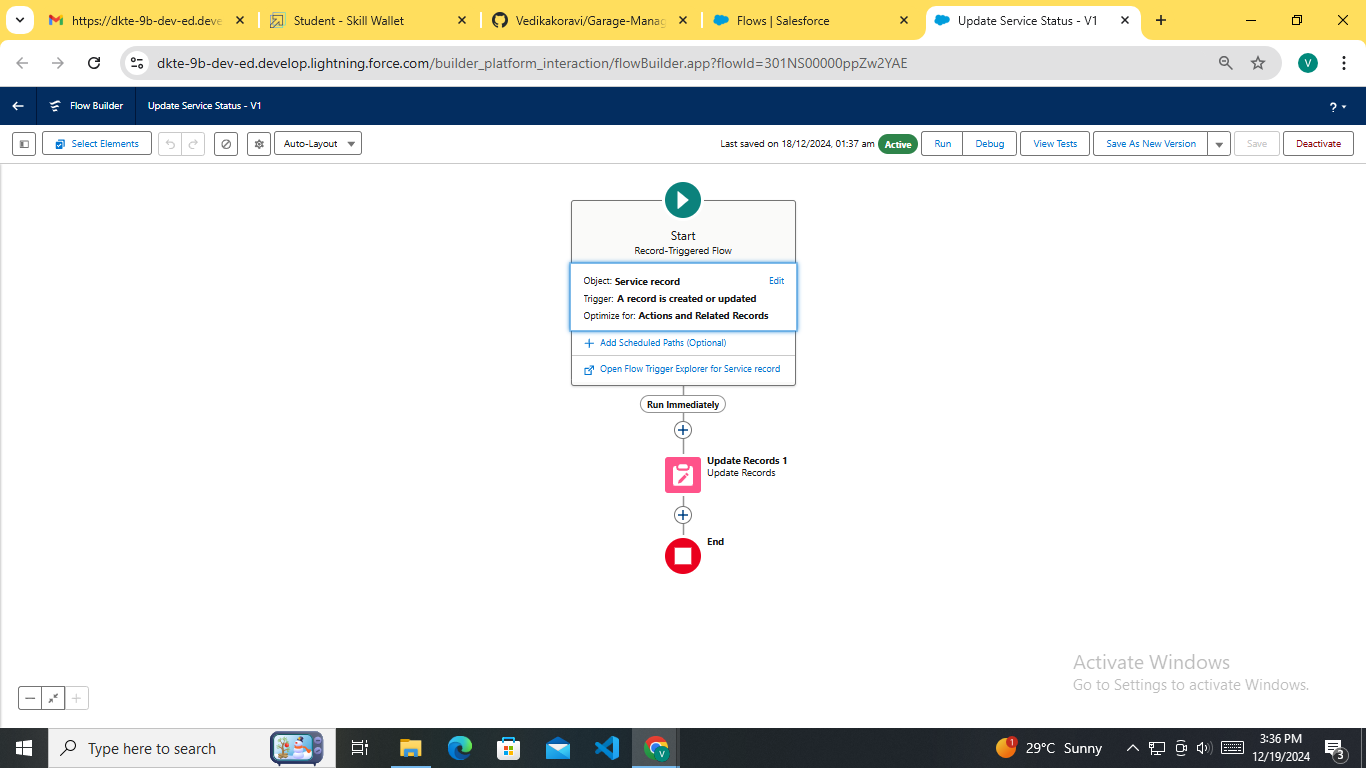 https://dkte-9b-dev-ed.deve
Student - Skill Wallet
Vedikakoravi/Garage-Manag
Flows | Salesforce
Update Service Status - V1
dkte-9b-dev-ed.develop.lightning.force.com/builder_platform_interaction/flowBuilder.app?flowId=301NS00000ppZw2YAE
V
Flow Builder
Update Service Status - V1
?
Select Elements
Auto-Layout
Last saved on 18/12/2024, 01:37 am
Active
Run
Debug
View Tests
Save As New Version
Save
Deactivate
Start
Record-Triggered Flow
Object: Service record
Edit
Trigger: A record is created or updated
Optimize for: Actions and Related Records
Add Scheduled Paths (Optional)
Open Flow Trigger Explorer for Service record
Run Immediately
Update Records 1
Update Records
End
Activate Windows
Go to Settings to activate Windows.
Type here to search
1
29°C Sunny
3:36 PM
12/19/2024
3
V